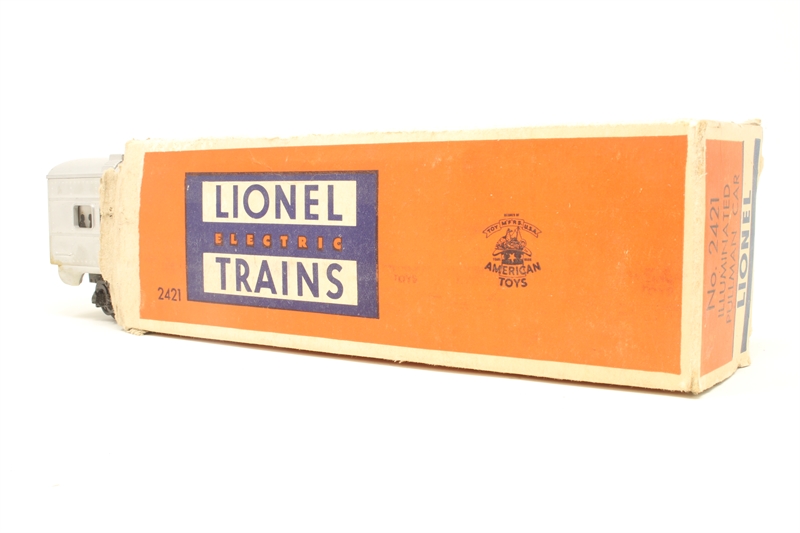 LIONEL
ELECTRIC
TRAINS
2421
TOY MFRS. U.S.A.
AMERICAN
TOYS
No. 2421
ILLUMINATED
PULLMAN CAR
LIONEL